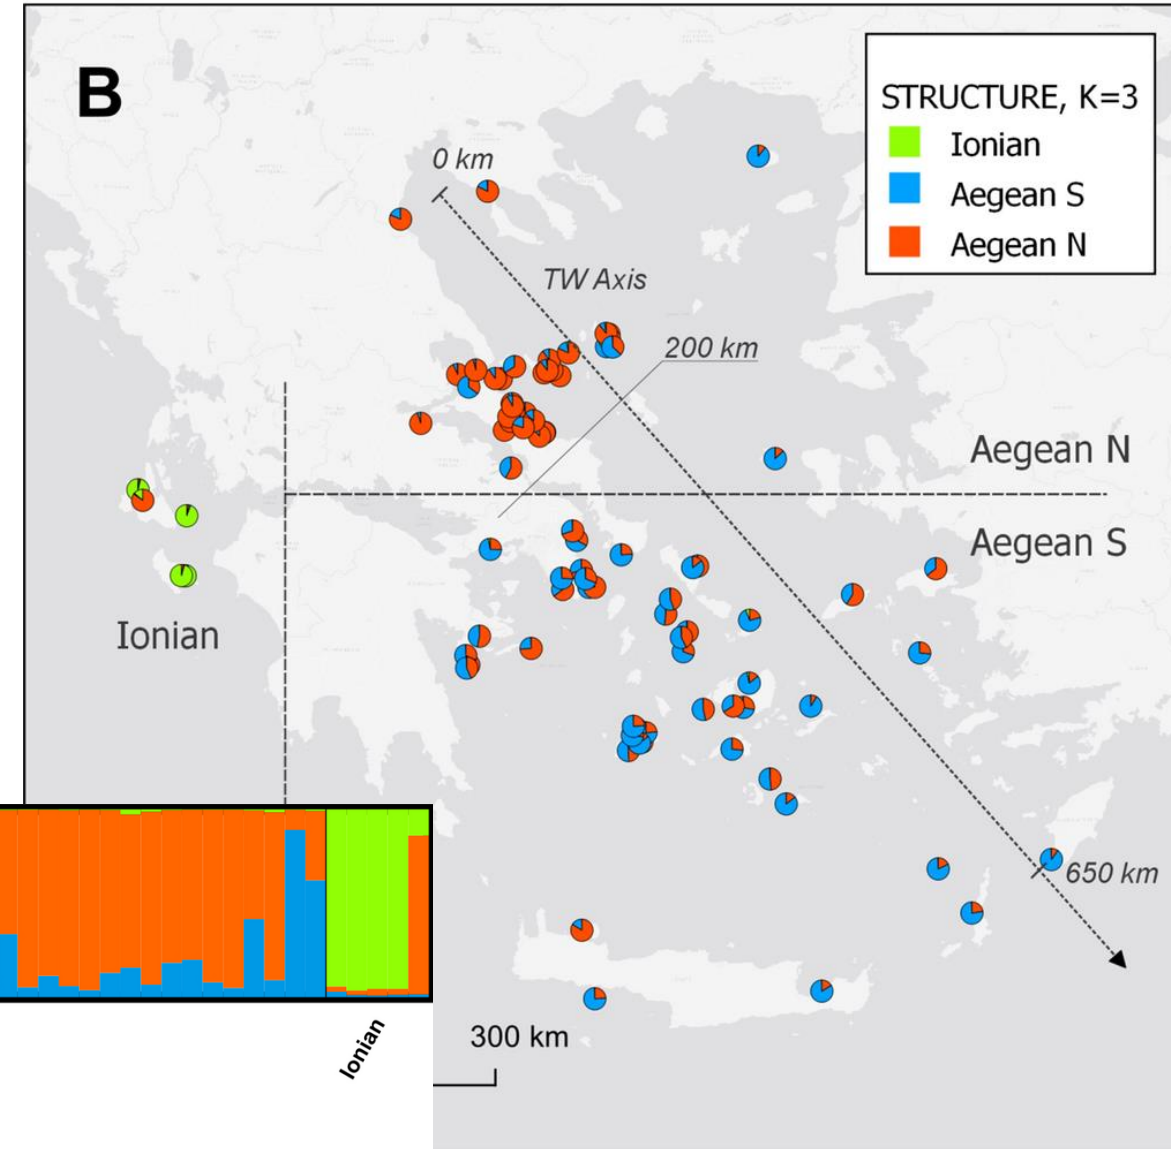 B
STRUCTURE, K=3
Ionian
Aegean S
Aegean N
0 km
TW Axis
200 km
Aegean N
Aegean S
Ionian
650 km
300 km
Ionian